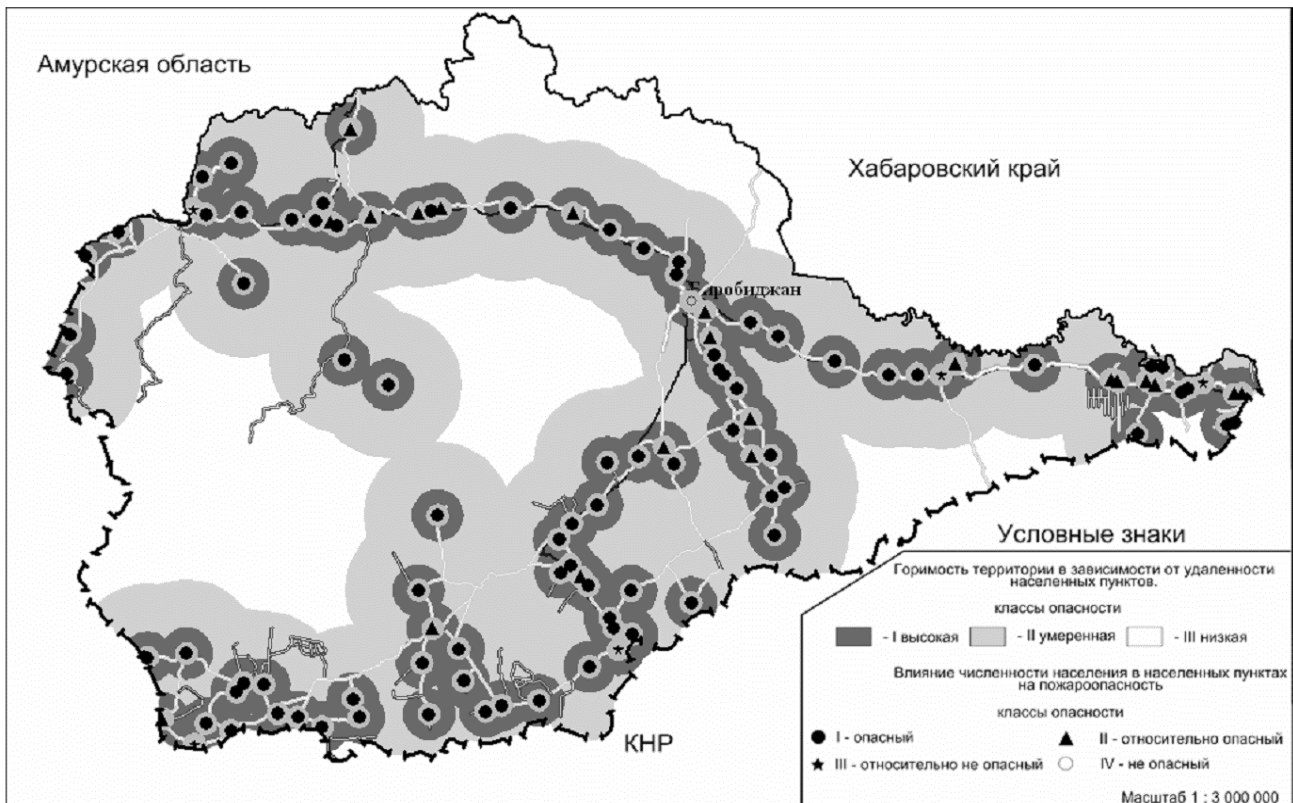 Амурская область
Хабаровский край
Биробиджан
КНР
Условные знаки
Горимость территории в зависимости от удаленности
населенных пунктов.
классы опасности
- I высокая - II умеренная - III низкая
Влияние численности населения в населенных пунктах
на пожароопасность
классы опасности
I - опасный II - относительно опасный
III - относительно не опасный IV - не опасный
Масштаб 1 : 3 000 000